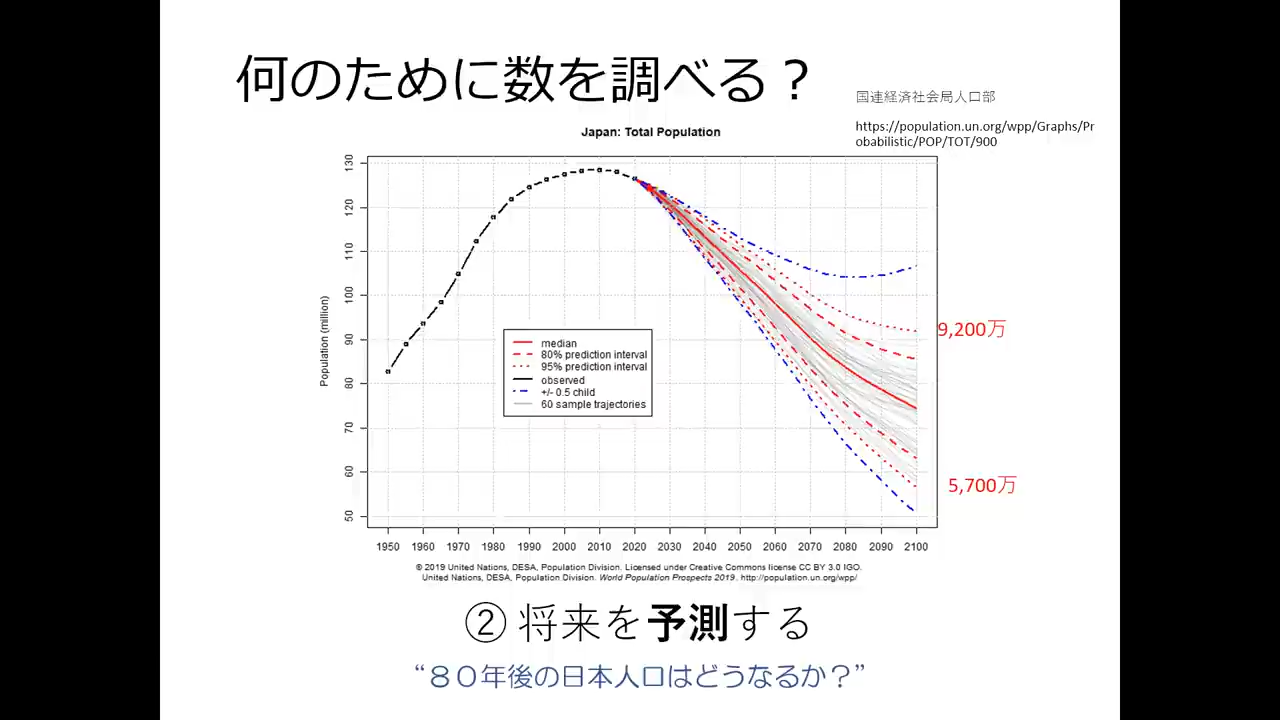 何のために数を調べる？
国連経済社会局人口部
https://population.un.org/wpp/Graphs/Pr
obabilistic/POP/TOT/900
Japan: Total Population
Population (million)
130
120
110
100
90
80
70
60
50
median
80% prediction interval
95% prediction interval
observed
+/- 0.5 child
60 sample trajectories
9,200万
5,700万
1950 1960 1970 1980 1990 2000 2010 2020 2030 2040 2050 2060 2070 2080 2090 2100
© 2019 United Nations, DESA, Population Division. Licensed under Creative Commons license CC BY 3.0 IGO.
United Nations, DESA, Population Division. World Population Prospects 2019. http://population.un.org/wpp/
② 将来を予測する
“８０年後の日本人口はどうなるか？”